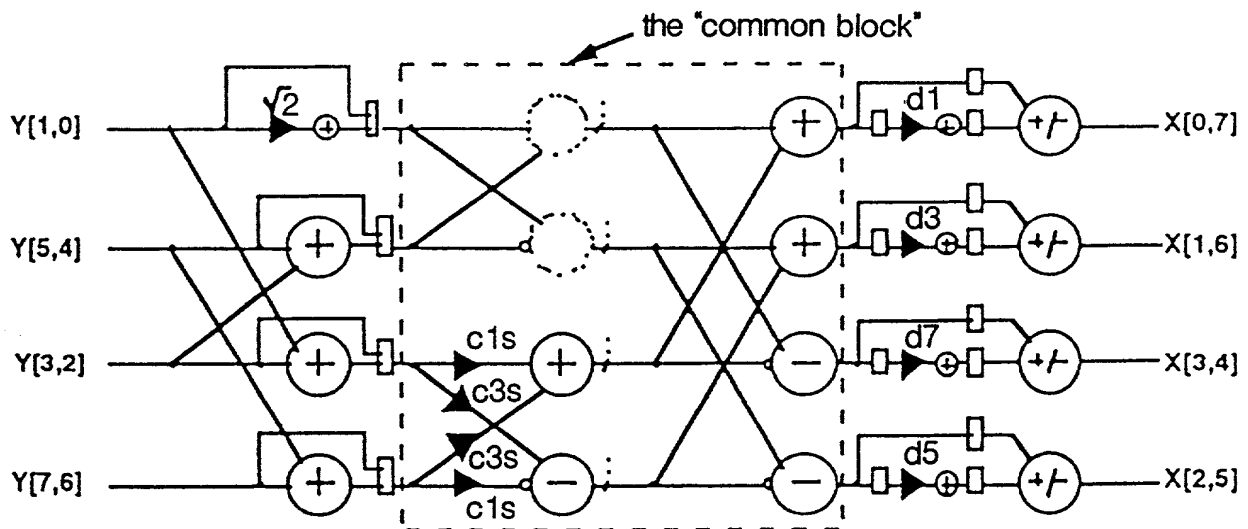 the "common block"
Y[1,0] √2 + + d1 + +/- X[0,7]
Y[5,4] + + d3 + +/- X[1,6]
Y[3,2] + c1s + - d7 + +/- X[3,4]
c3s
c3s
Y[7,6] + c1s - - d5 + +/- X[2,5]